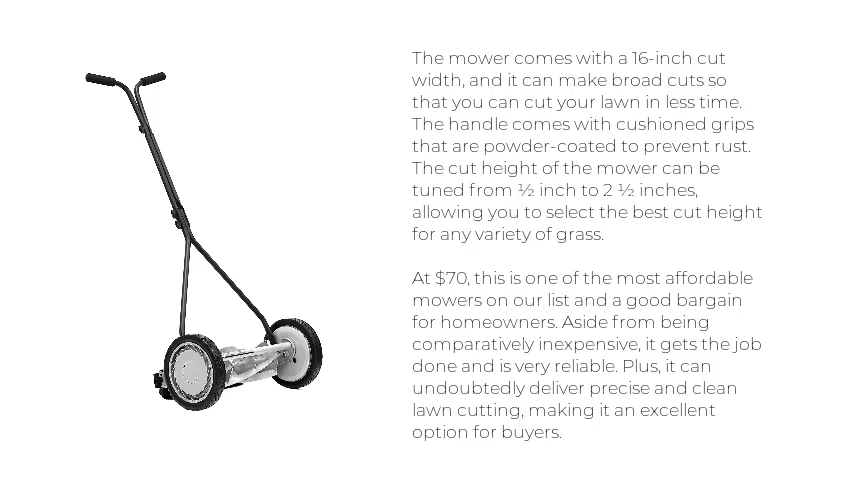 The mower comes with a 16-inch cut
width, and it can make broad cuts so
that you can cut your lawn in less time.
The handle comes with cushioned grips
that are powder-coated to prevent rust.
The cut height of the mower can be
tuned from ½ inch to 2 ½ inches,
allowing you to select the best cut height
for any variety of grass.
At $70, this is one of the most affordable
mowers on our list and a good bargain
for homeowners. Aside from being
comparatively inexpensive, it gets the job
done and is very reliable. Plus, it can
undoubtedly deliver precise and clean
lawn cutting, making it an excellent
option for buyers.